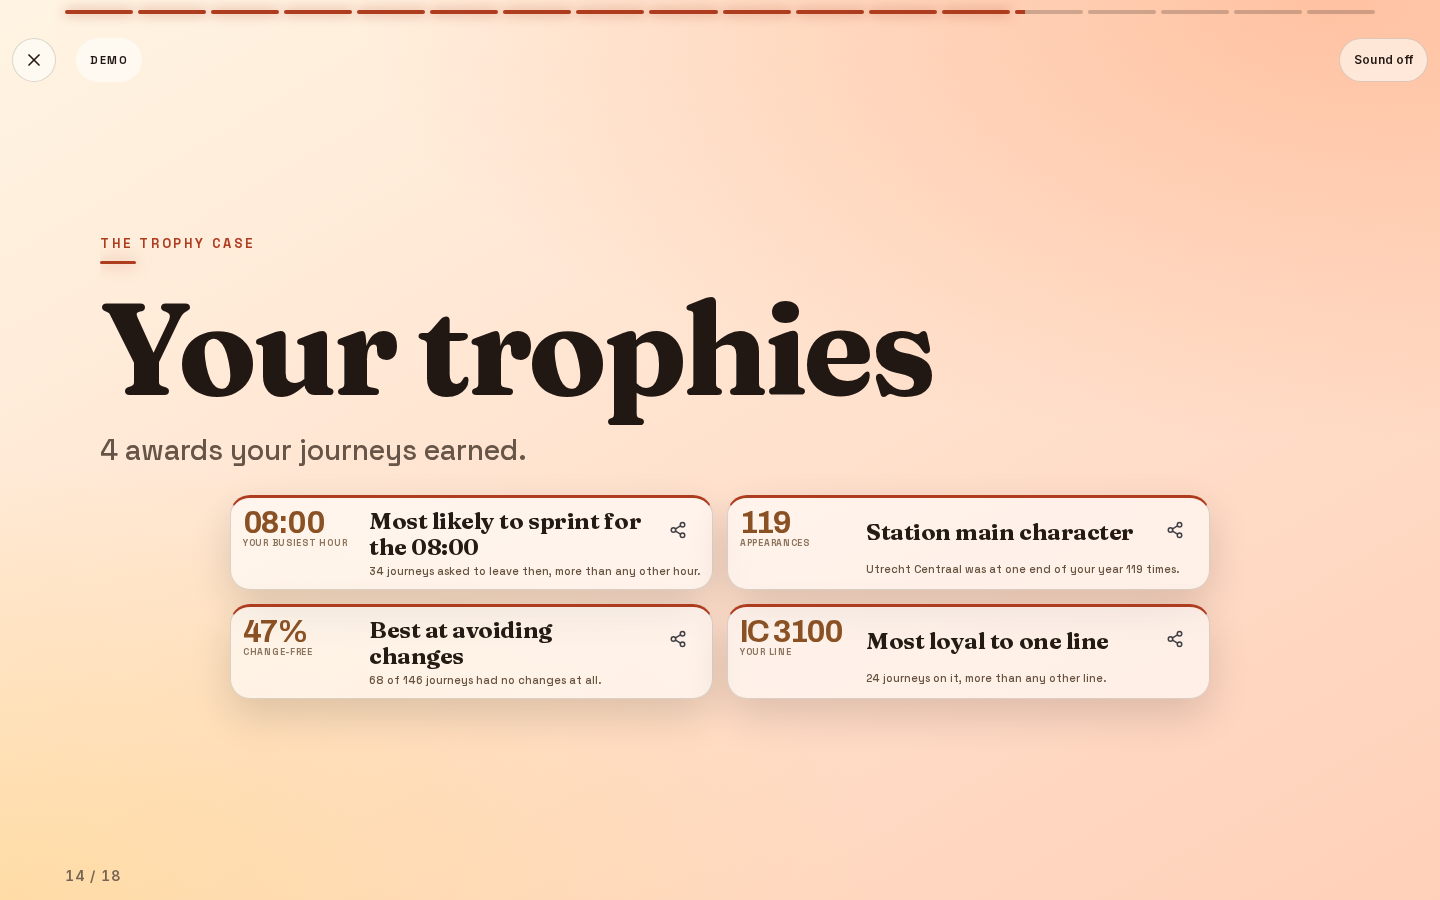 DEMO
Sound off
THE TROPHY CASE
Your trophies
4 awards your journeys earned.
08:00
YOUR BUSIEST HOUR
Most likely to sprint for
the 08:00
34 journeys asked to leave then, more than any other hour.
119
APPEARANCES
Station main character
Utrecht Centraal was at one end of your year 119 times.
47%
CHANGE-FREE
Best at avoiding
changes
68 of 146 journeys had no changes at all.
IC 3100
YOUR LINE
Most loyal to one line
24 journeys on it, more than any other line.
14 / 18